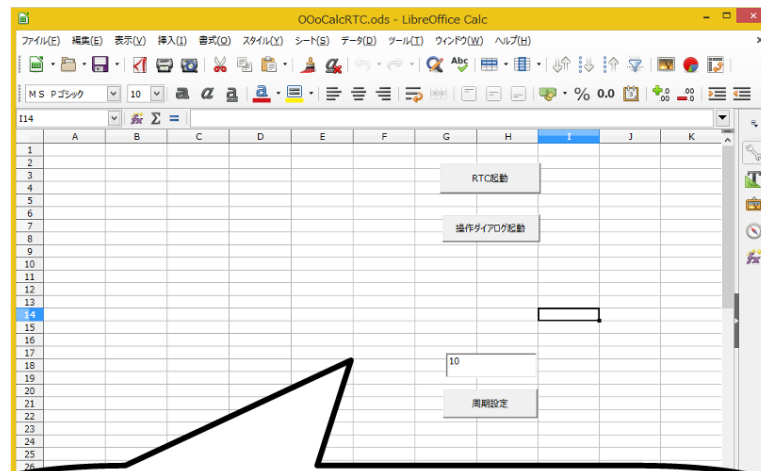 OOoCalcRTC.ods - LibreOffice Calc
ファイル(F) 編集(E) 表示(V) 挿入(I) 書式(O) スタイル(Y) シート(S) データ(D) ツール(T) ウィンドウ(W) ヘルプ(H)
Abc
ＭＳ Ｐゴシック 10 a a a a % 0.0
I14 Σ =
A B C D E F G H I J K
1
2
3 RTC起動
4
5
6
7 操作ダイアログ起動
8
9
10
11
12
13
14
15
16
17
18 10
19
20
21 周期設定
22
23
24
25
26